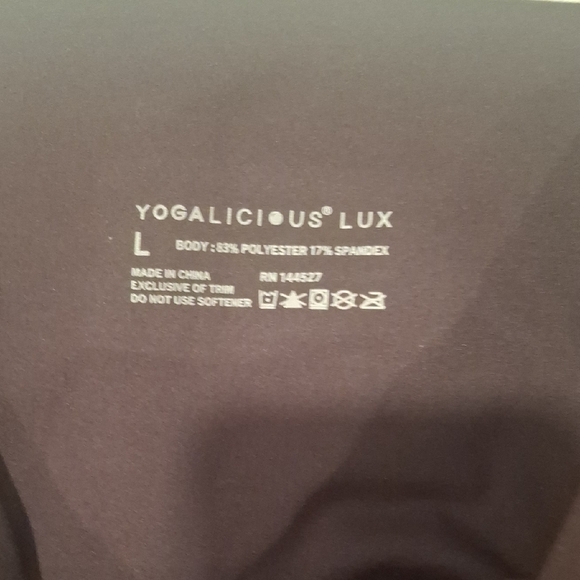 YOGALICIOUS® LUX
L BODY : 83% POLYESTER 17% SPANDEX
MADE IN CHINA RN 144527
EXCLUSIVE OF TRIM
DO NOT USE SOFTENER